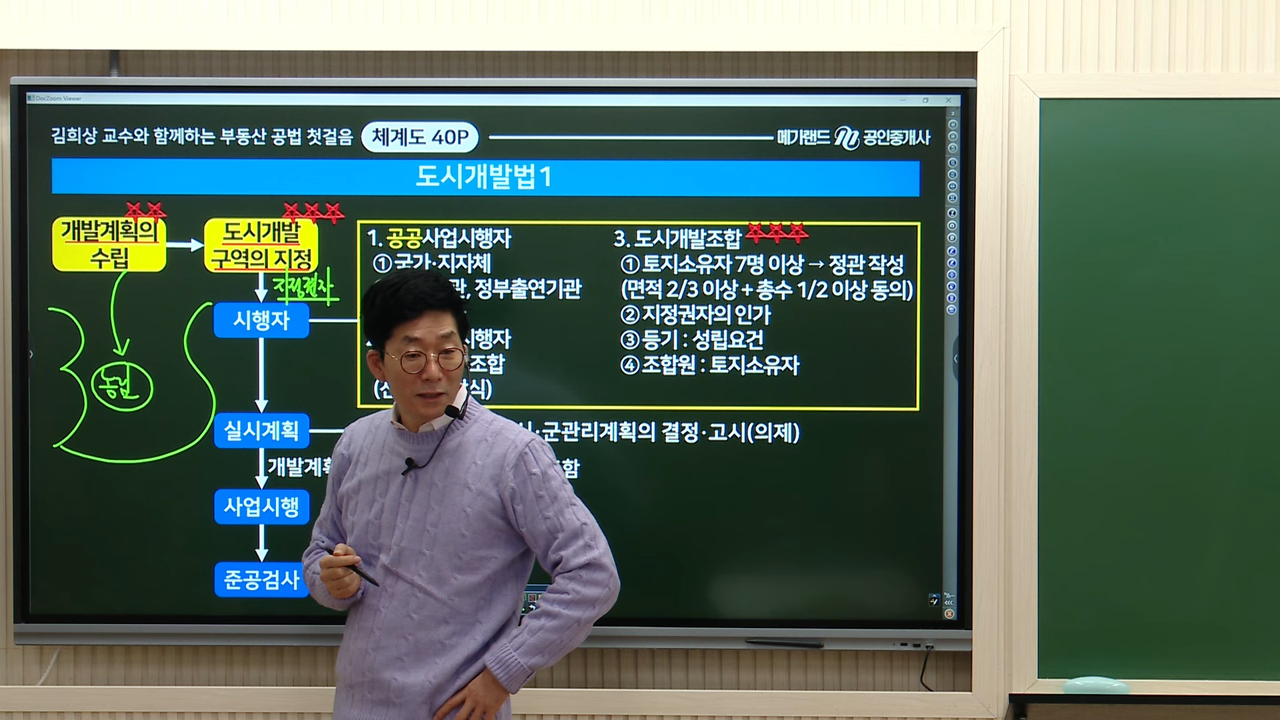 DocZoom Viewer
김희상 교수와 함께하는 부동산 공법 첫걸음 체계도 40P 메가랜드 공인중개사
도시개발법1
개발계획의
수립
도시개발
구역의 지정
지정권자
시행자
실시계획
개발계획
사업시행
준공검사
농림
1. 공공사업시행자
① 국가·지자체
관, 정부출연기관
시행자
조합
식)
3. 도시개발조합
① 토지소유자 7명 이상 → 정관 작성
(면적 2/3 이상 + 총수 1/2 이상 동의)
② 지정권자의 인가
③ 등기 : 성립요건
④ 조합원 : 토지소유자
·군관리계획의 결정·고시(의제)
함